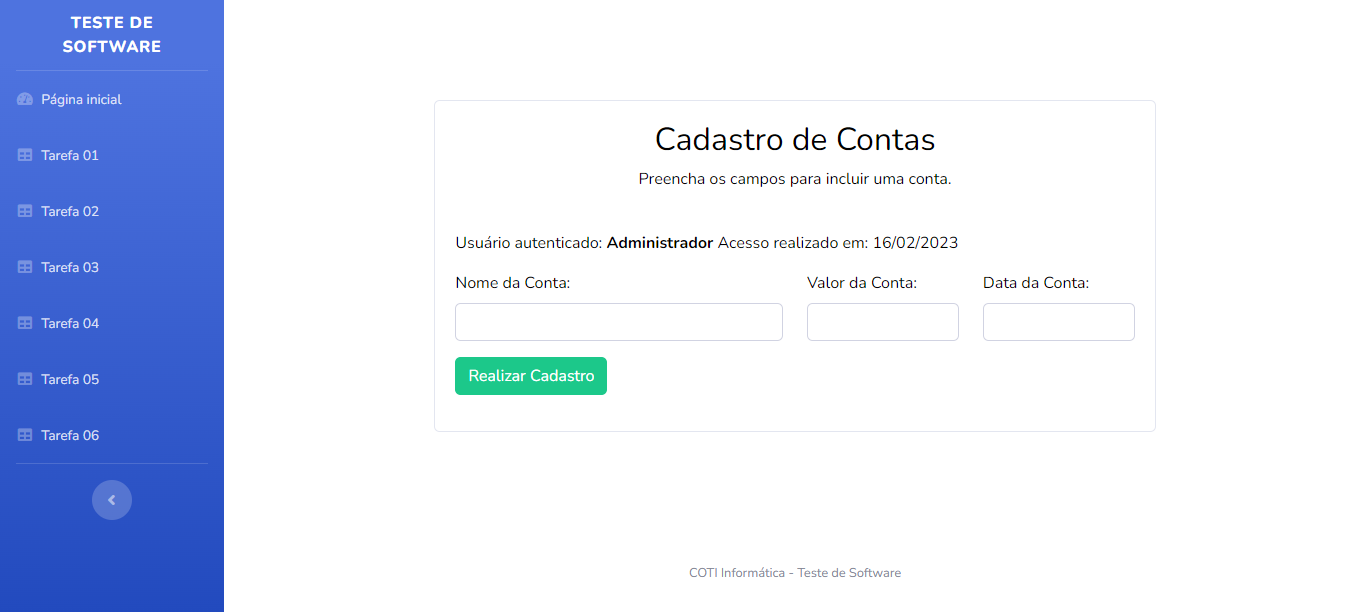 TESTE DE
SOFTWARE
Página inicial
Tarefa 01
Tarefa 02
Tarefa 03
Tarefa 04
Tarefa 05
Tarefa 06
Cadastro de Contas
Preencha os campos para incluir uma conta.
Usuário autenticado: Administrador Acesso realizado em: 16/02/2023
Nome da Conta: Valor da Conta: Data da Conta:
Realizar Cadastro
COTI Informática - Teste de Software